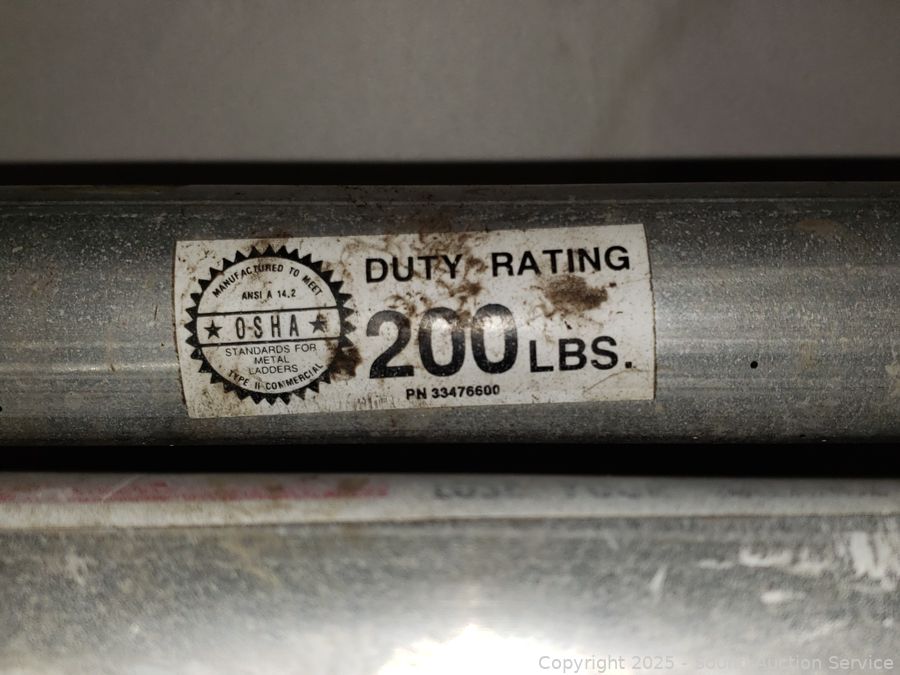 MANUFACTURED TO MEET
ANSI A 14.2
★ OSHA ★
STANDARDS FOR
METAL
LADDERS
TYPE II COMMERCIAL
DUTY RATING
200 LBS.
PN 33476600
Copyright 2025 - Sound Auction Service